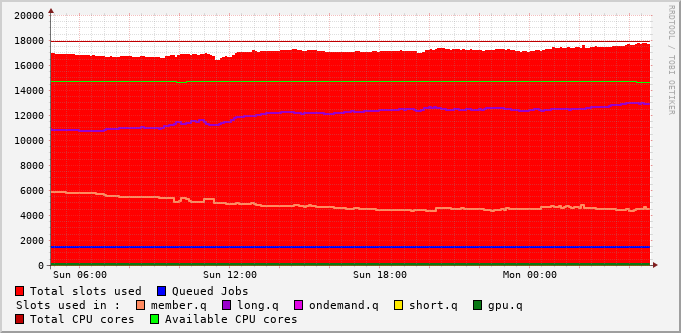 20000
18000
16000
14000
12000
10000
8000
6000
4000
2000
0
Sun 06:00 Sun 12:00 Sun 18:00 Mon 00:00
RRDTOOL / TOBI OETIKER
Total slots used Queued Jobs
Slots used in : member.q long.q ondemand.q short.q gpu.q
Total CPU cores Available CPU cores